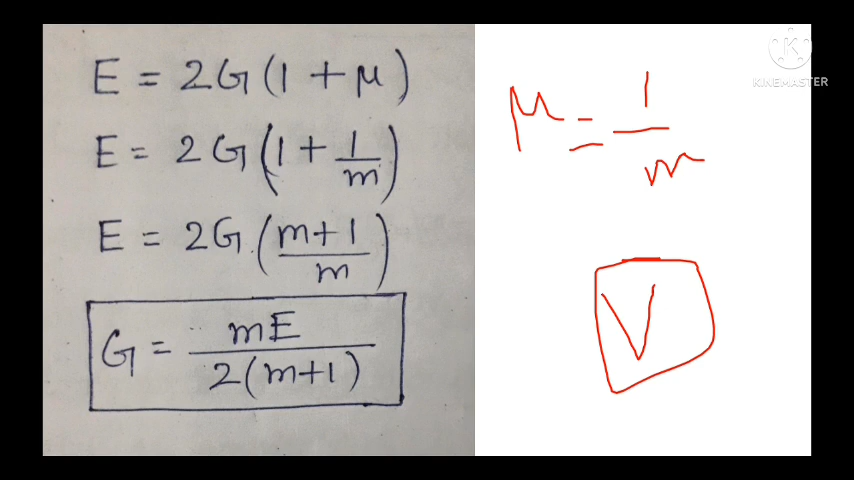 E = 2G(1 + μ)
E = 2G(1 + 1/m)
E = 2G(m+1/m)
G = mE/2(m+1)
μ = 1/m
V
K
KINEMASTER